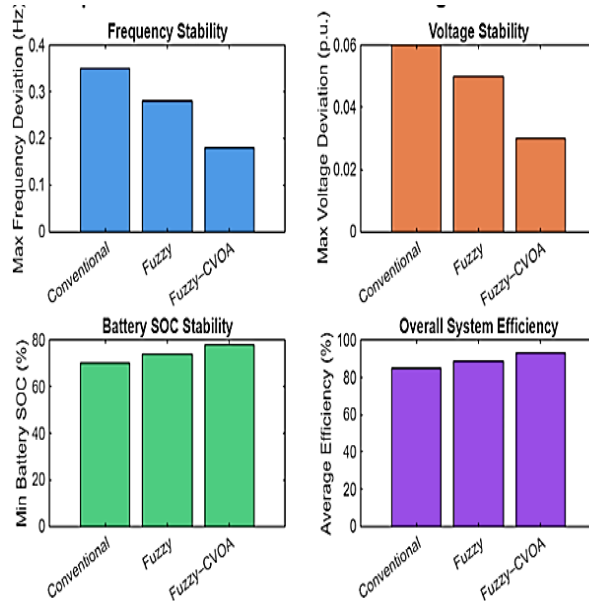 Frequency Stability
Max Frequency Deviation (Hz)
0.4
0.3
0.2
0.1
0
Conventional
Fuzzy
Fuzzy-CVOA
Voltage Stability
Max Voltage Deviation (p.u.)
0.06
0.04
0.02
0
Conventional
Fuzzy
Fuzzy-CVOA
Battery SOC Stability
Min Battery SOC (%)
80
60
40
20
0
Conventional
Fuzzy
Fuzzy-CVOA
Overall System Efficiency
Average Efficiency (%)
100
80
60
40
20
0
Conventional
Fuzzy
Fuzzy-CVOA